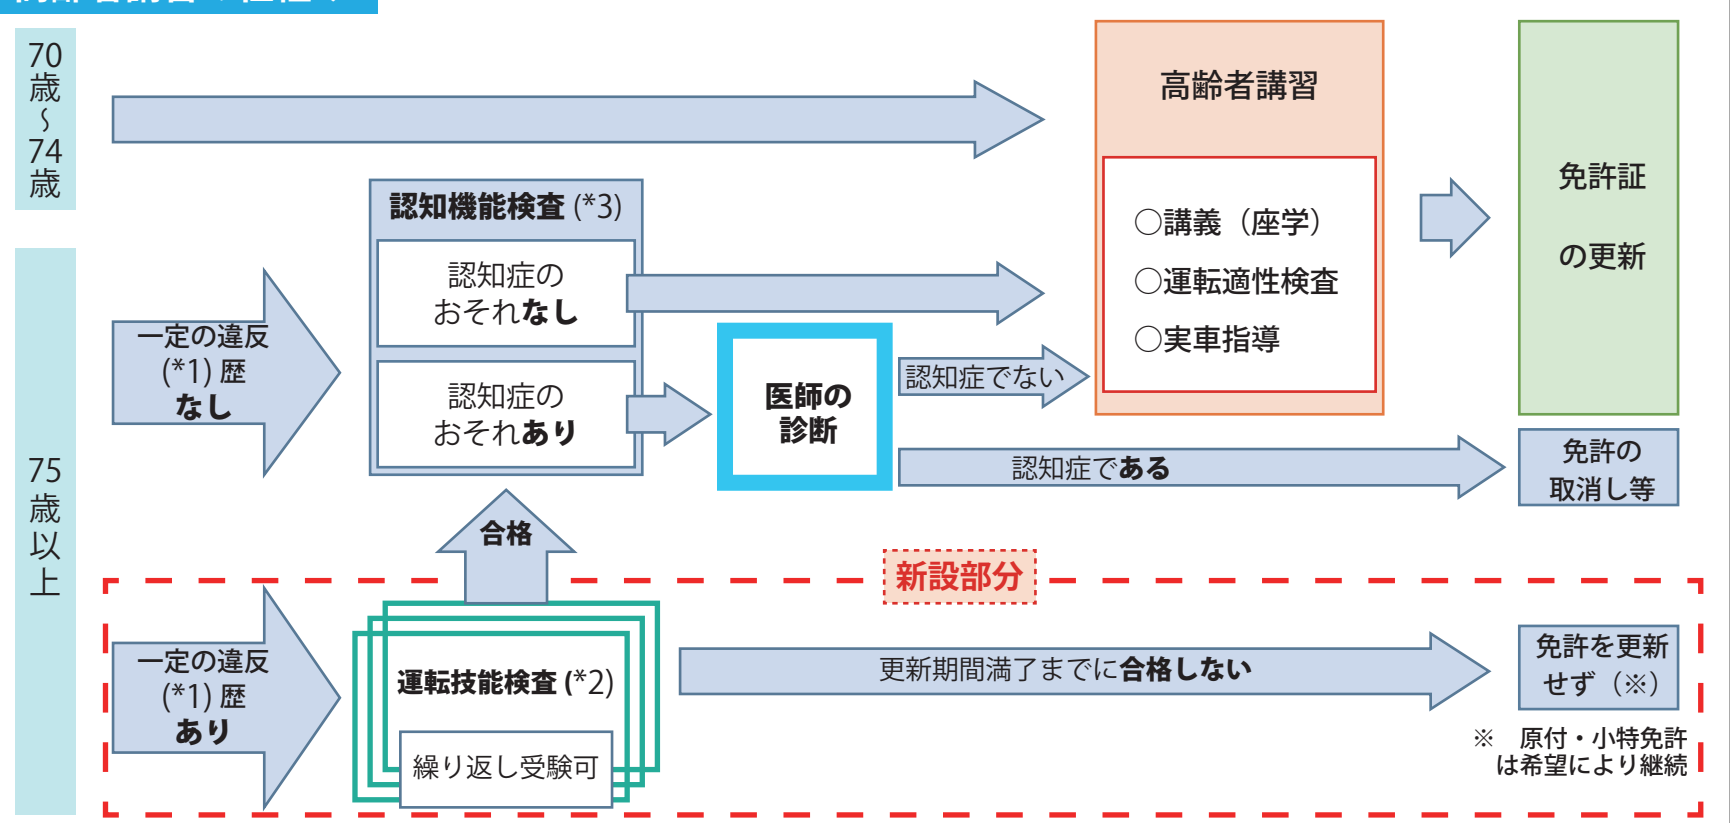 70
歳
〜
74
歳
高齢者講習
○講義（座学）
○運転適性検査
○実車指導
免許証
の更新
認知機能検査 (*3)
認知症の
おそれなし
認知症の
おそれあり
75
歳
以
上
一定の違反
(*1) 歴
なし
医師の
診断
認知症でない
認知症である
免許の
取消し等
合格
新設部分
一定の違反
(*1) 歴
あり
運転技能検査 (*2)
繰り返し受験可
更新期間満了までに合格しない
免許を更新
せず（※）
※　原付・小特免許
は希望により継続